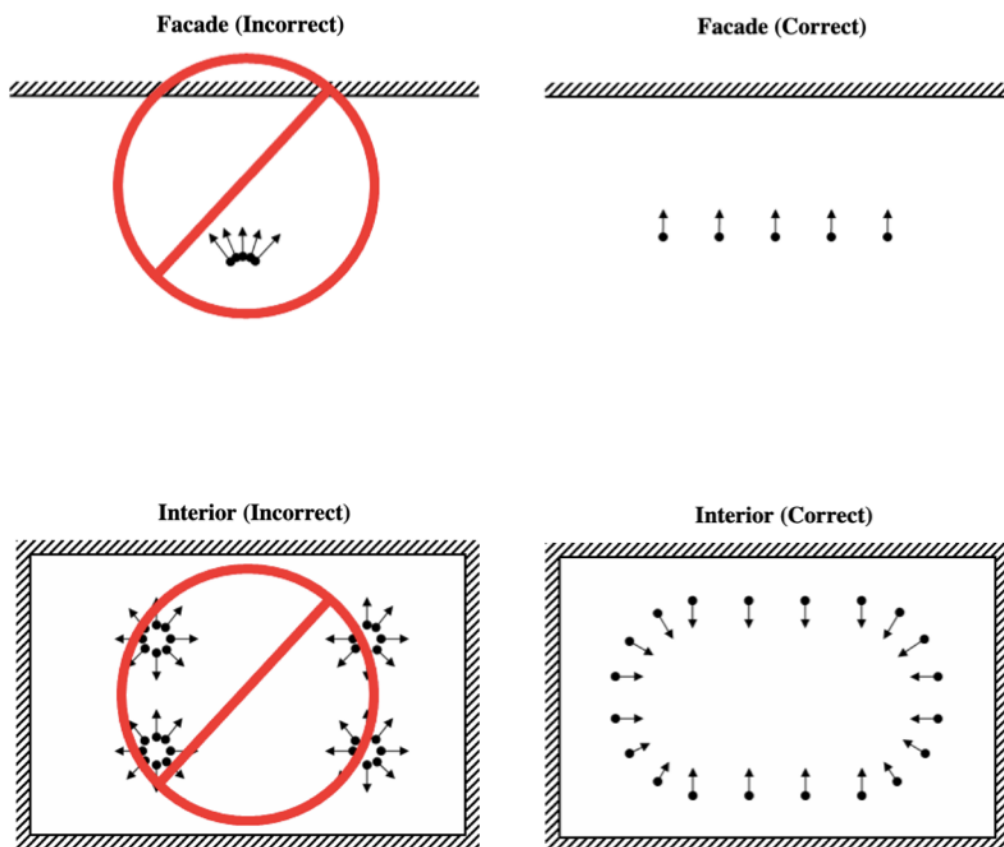 Facade (Incorrect)
Facade (Correct)
Interior (Incorrect)
Interior (Correct)